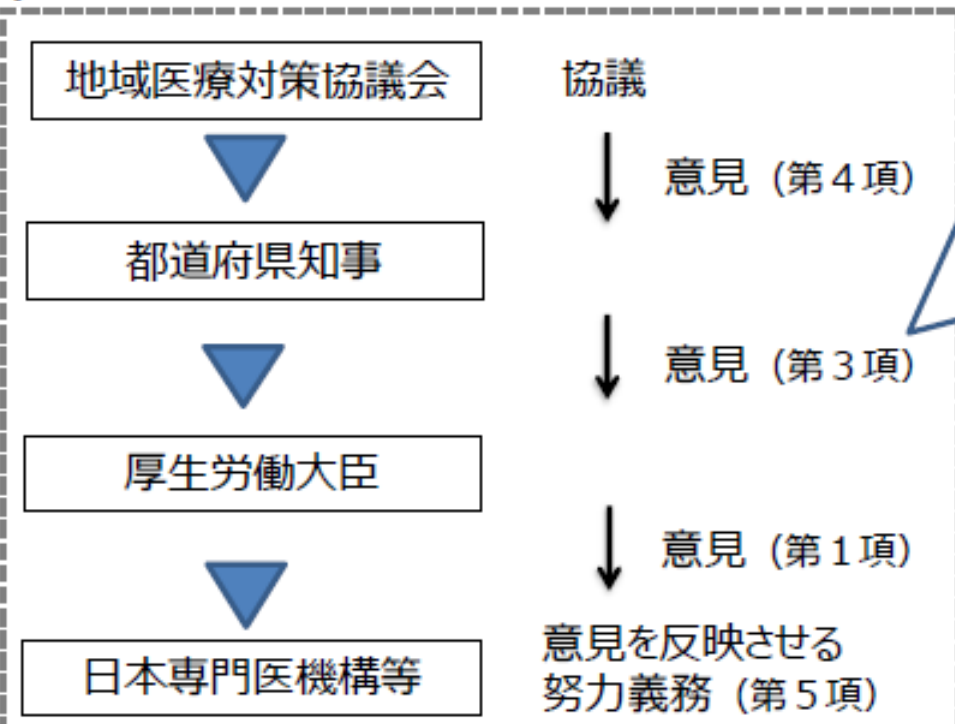 地域医療対策協議会 協議
意見 (第４項)
都道府県知事
意見 (第３項)
厚生労働大臣
意見 (第１項)
意見を反映させる
日本専門医機構等 努力義務 (第５項)